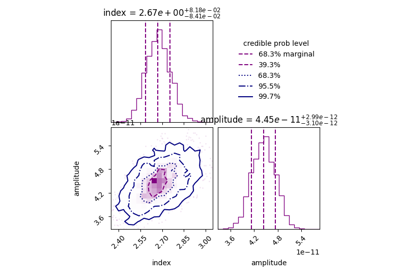 index = 2.67e+00+8.18e−02
−8.41e−02
credible prob level
68.3% marginal
39.3%
68.3%
95.5%
99.7%
1e−11
amplitude = 4.45e−11+2.99e−12
−3.10e−12
amplitude
5.4
4.8
4.2
3.6
2.40 2.55 2.70 2.85 3.00
3.6 4.2 4.8 5.4
1e−11
index
amplitude